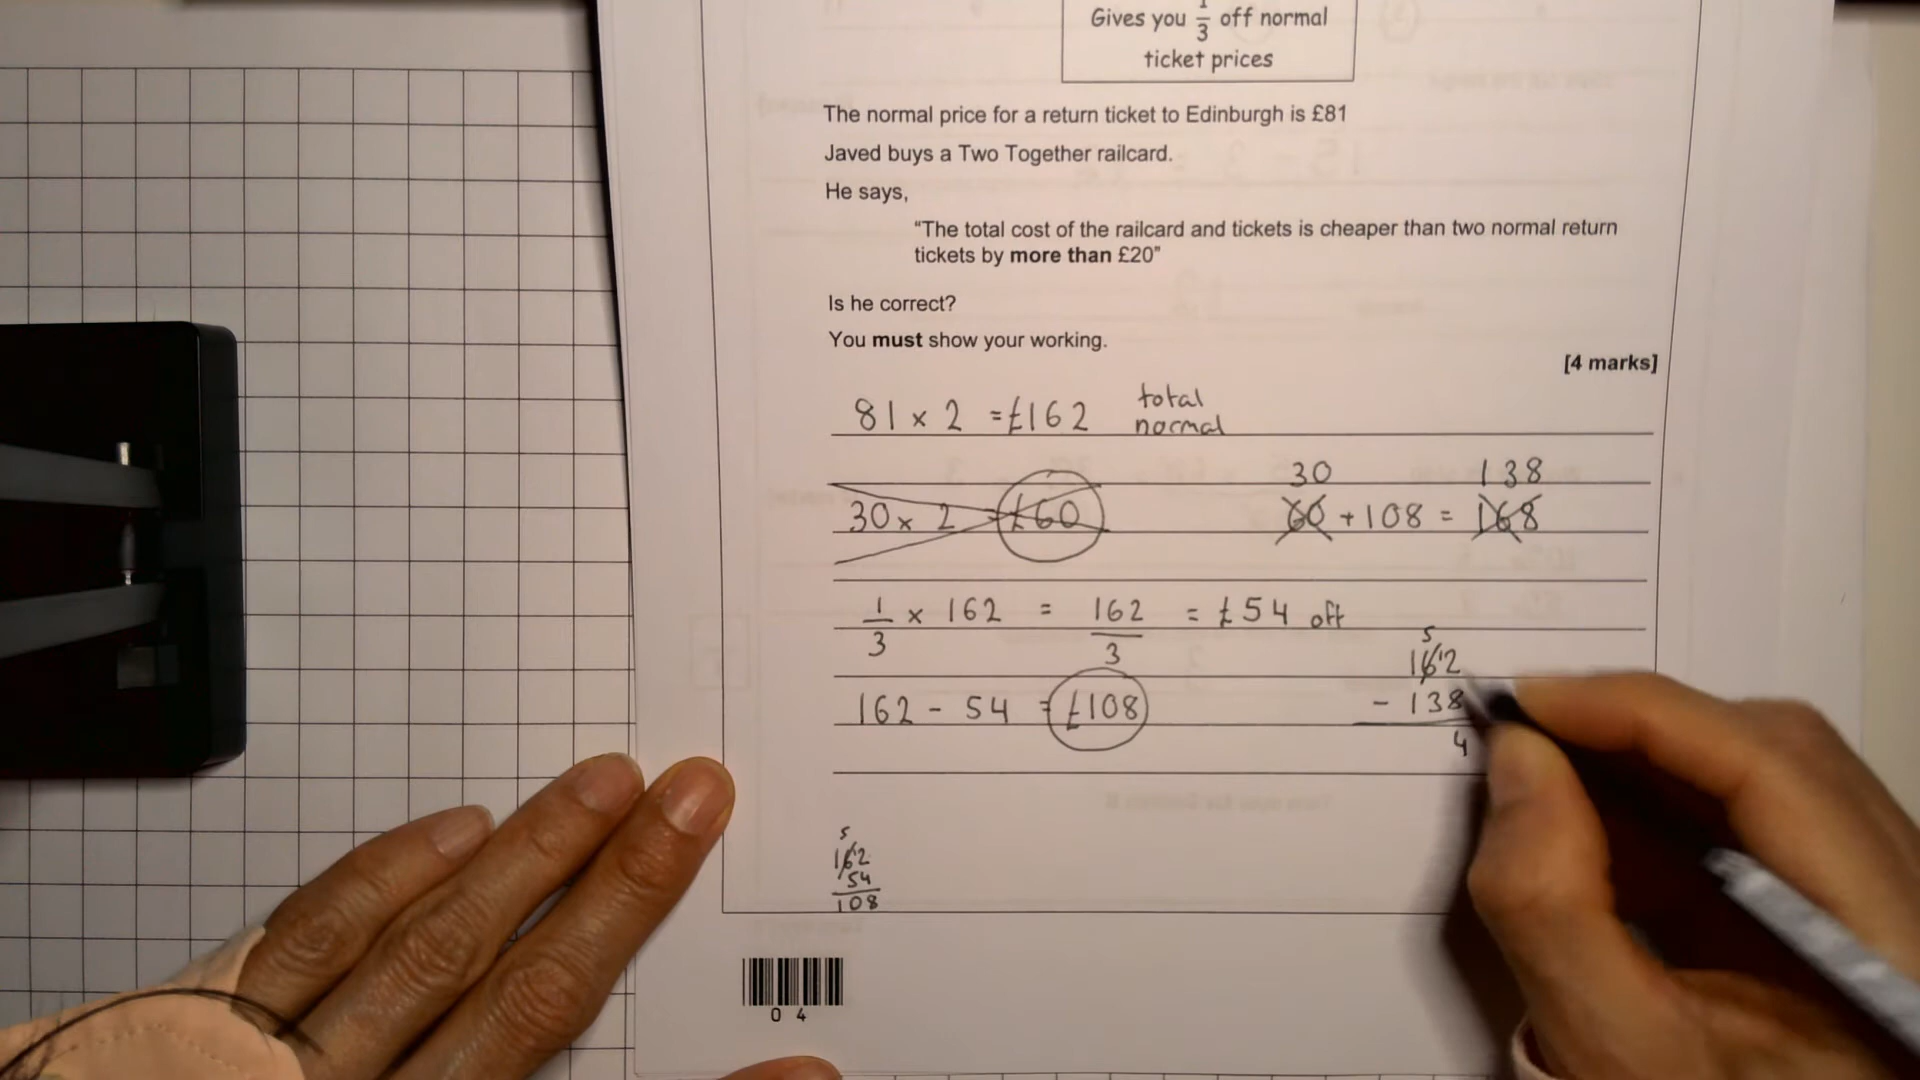 Gives you 1/3 off normal
ticket prices
The normal price for a return ticket to Edinburgh is £81
Javed buys a Two Together railcard.
He says,
“The total cost of the railcard and tickets is cheaper than two normal return
tickets by more than £20”
Is he correct?
You must show your working.
[4 marks]
81 × 2 = £162 total normal
30 138
30 × 2 = £60 60 + 108 = 168
1/3 × 162 = 162/3 = £54 off
5
162
162 - 54 = £108 - 138
4
5
162
54
108
04